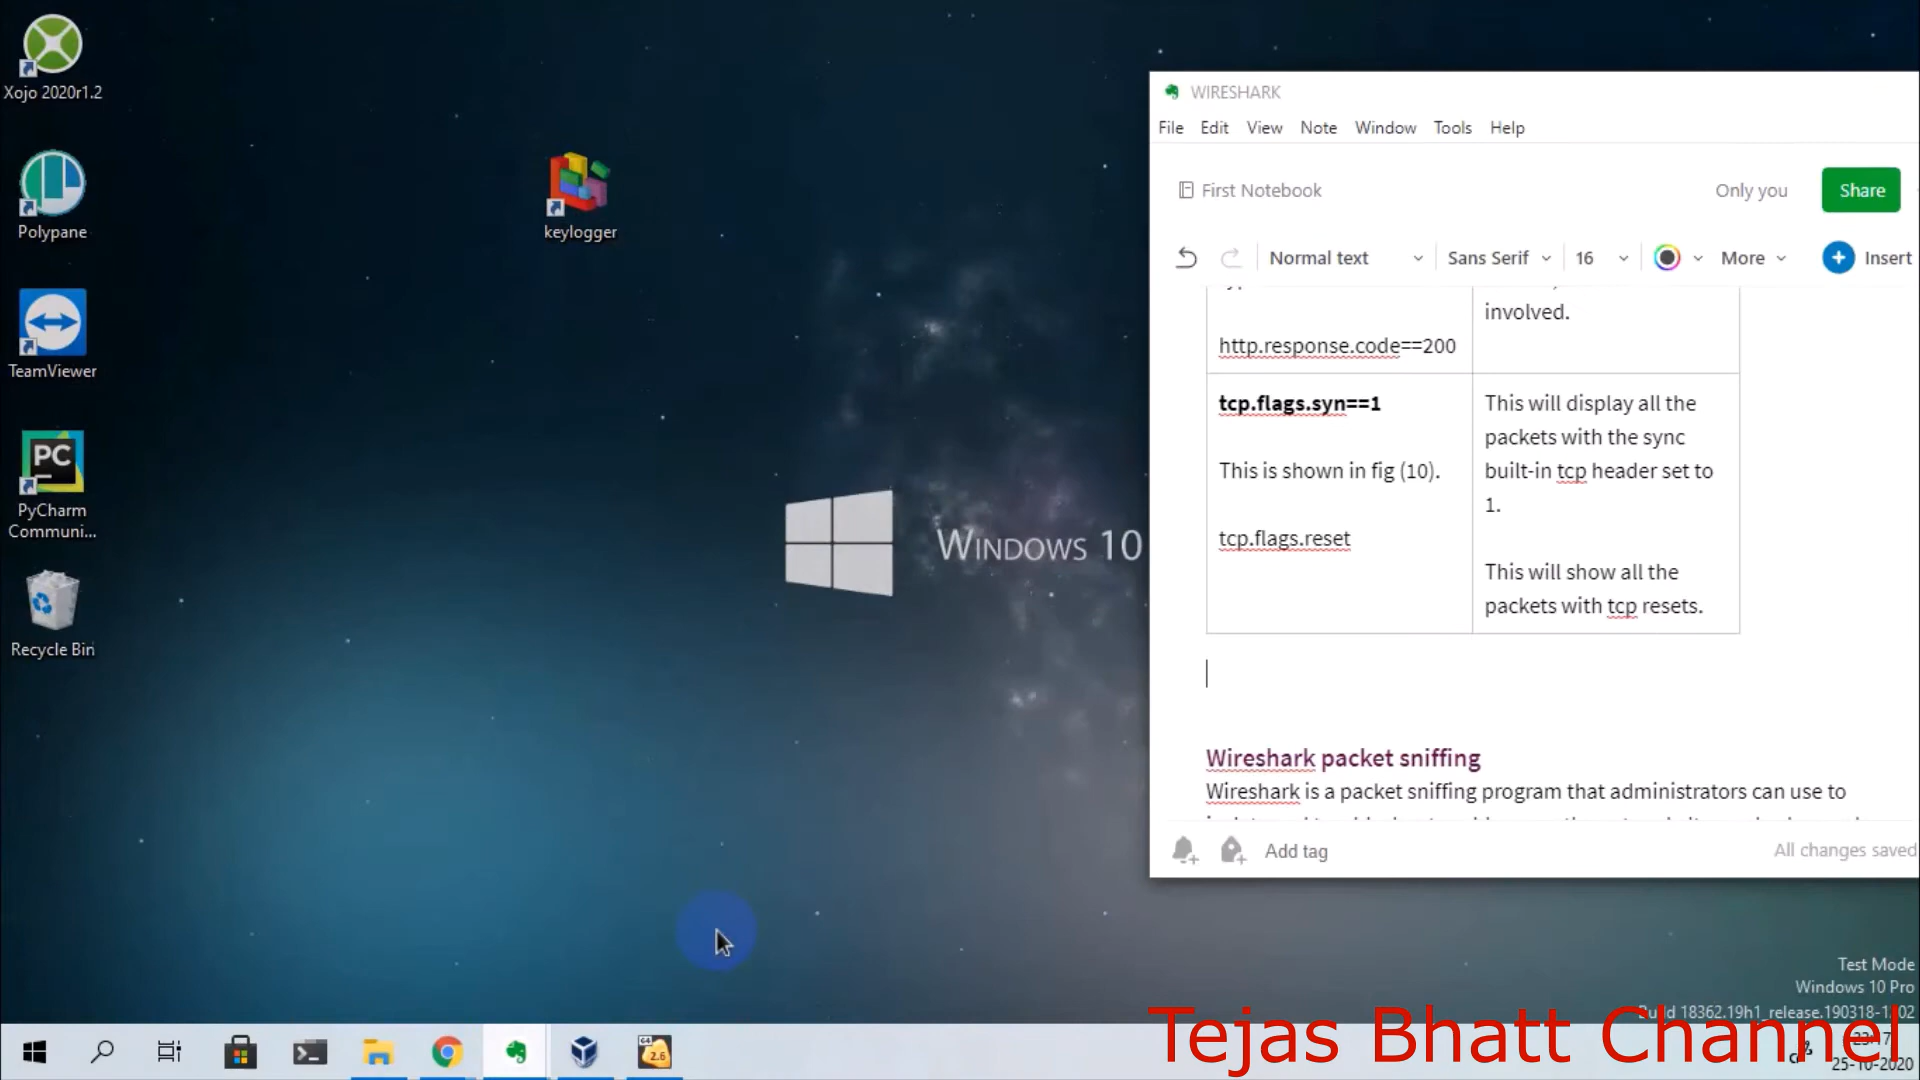 Xojo 2020r1.2
Polypane
TeamViewer
PC
PyCharm
Communi...
Recycle Bin
keylogger
WINDOWS 10
WIRESHARK
File Edit View Note Window Tools Help
First Notebook Only you Share
Normal text Sans Serif 16 More Insert
involved.
http.response.code==200
tcp.flags.syn==1
This is shown in fig (10).
tcp.flags.reset
This will display all the
packets with the sync
built-in tcp header set to
1.
This will show all the
packets with tcp resets.
Wireshark packet sniffing
Wireshark is a packet sniffing program that administrators can use to
Add tag All changes saved
Test Mode
Windows 10 Pro
Tejas Bhatt Channel
64
2.6
25-10-2020